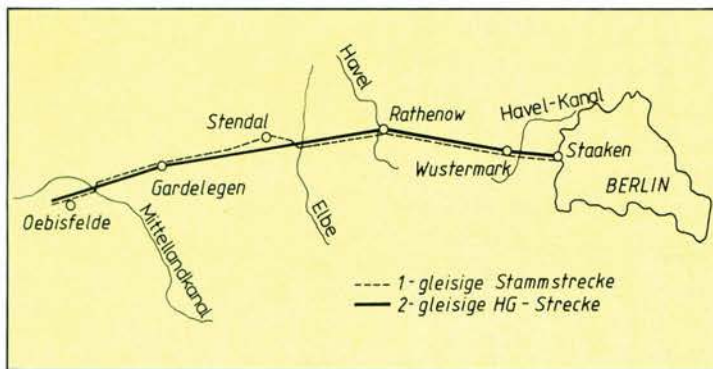 Havel
Havel-Kanal
Rathenow
Stendal
Staaken
Wustermark
Gardelegen
BERLIN
Oebisfelde
Elbe
Mittellandkanal
1-gleisige Stammstrecke
2-gleisige HG-Strecke